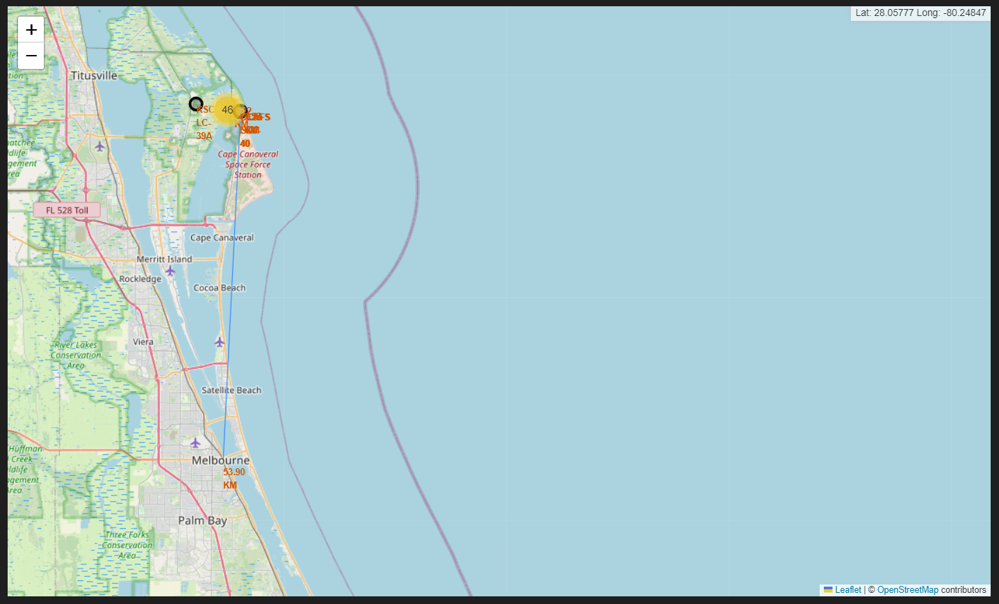 Lat: 28.05777 Long: -80.24847
+
−
Titusville
KSC
LC-
39A
46
KM
40
Cape Canaveral
Space Force
Station
FL 528 Toll
Cape Canaveral
Merritt Island
Rockledge
Cocoa Beach
Viera
River Lakes
Conservation
Area
Satellite Beach
Huffman
Creek
Melbourne
53.90
KM
Palm Bay
Three Forks
Conservation
Area
Leaflet | © OpenStreetMap contributors